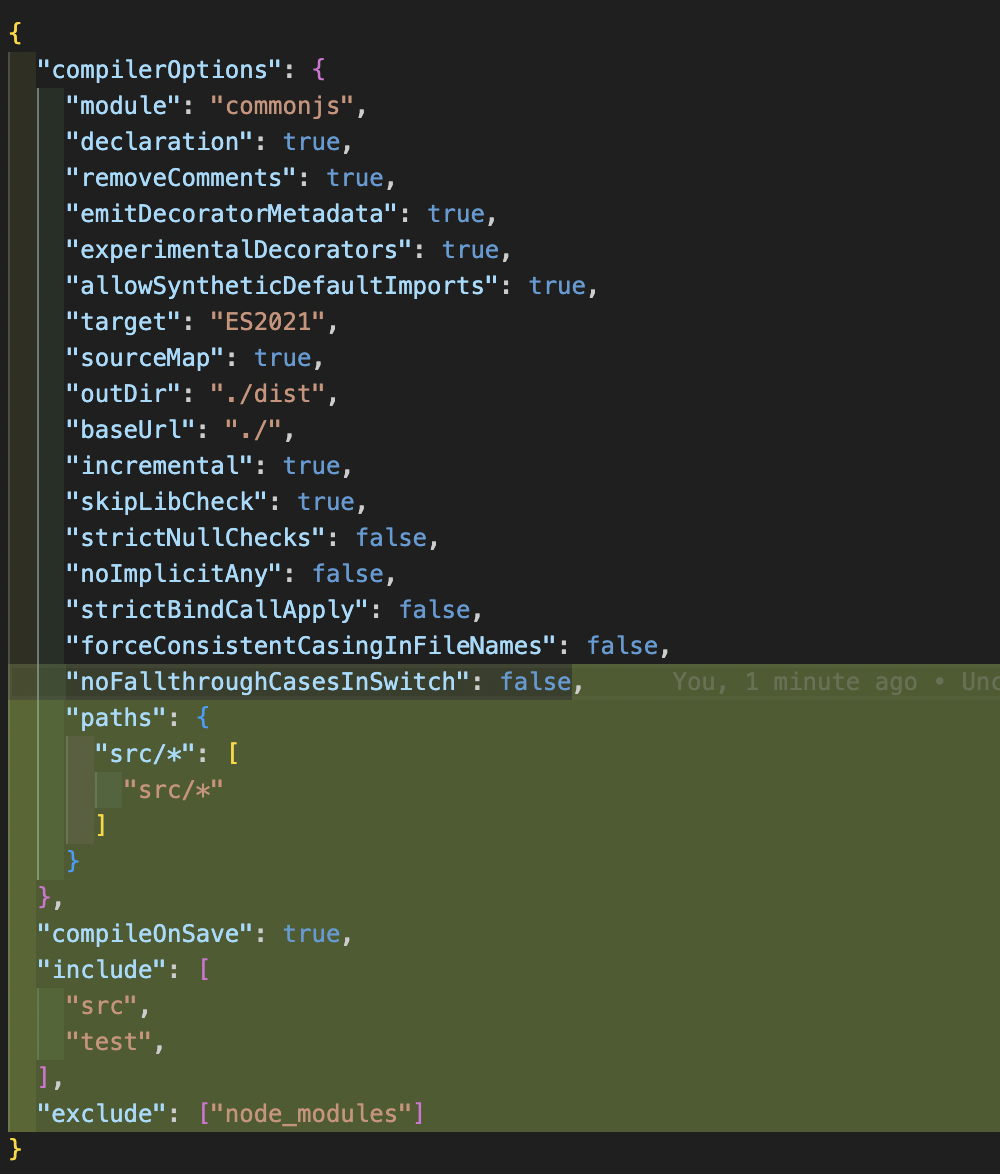 {
  "compilerOptions": {
    "module": "commonjs",
    "declaration": true,
    "removeComments": true,
    "emitDecoratorMetadata": true,
    "experimentalDecorators": true,
    "allowSyntheticDefaultImports": true,
    "target": "ES2021",
    "sourceMap": true,
    "outDir": "./dist",
    "baseUrl": "./",
    "incremental": true,
    "skipLibCheck": true,
    "strictNullChecks": false,
    "noImplicitAny": false,
    "strictBindCallApply": false,
    "forceConsistentCasingInFileNames": false,
    "noFallthroughCasesInSwitch": false, You, 1 minute ago •
    "paths": {
      "src/*": [
        "src/*"
      ]
    }
  },
  "compileOnSave": true,
  "include": [
    "src",
    "test",
  ],
  "exclude": ["node_modules"]
}